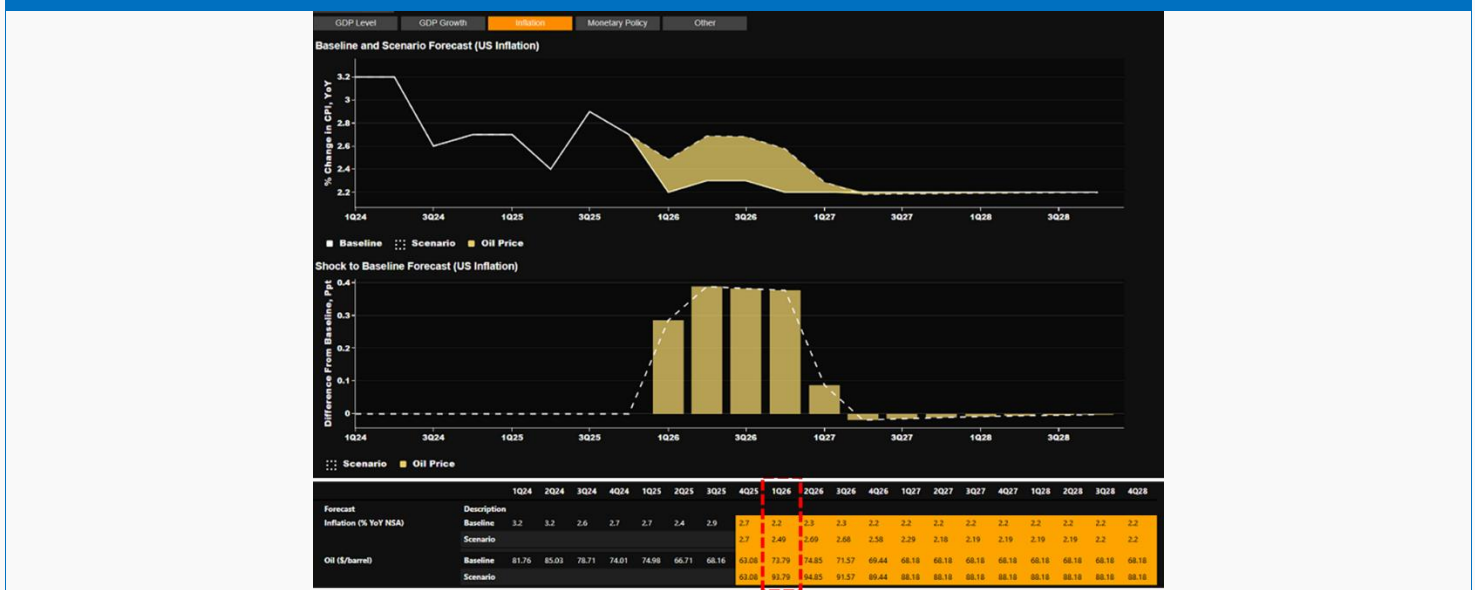 GDP Level GDP Growth Inflation Monetary Policy Other
Baseline and Scenario Forecast (US Inflation)
% Change in CPI, YoY
3.2
3
2.8
2.6
2.4
2.2
1Q24 3Q24 1Q25 3Q25 1Q26 3Q26 1Q27 3Q27 1Q28 3Q28
Baseline Scenario Oil Price
Shock to Baseline Forecast (US Inflation)
Difference From Baseline, Ppt
0.4
0.3
0.2
0.1
0
1Q24 3Q24 1Q25 3Q25 1Q26 3Q26 1Q27 3Q27 1Q28 3Q28
Scenario Oil Price
1Q24 2Q24 3Q24 4Q24 1Q25 2Q25 3Q25 4Q25 1Q26 2Q26 3Q26 4Q26 1Q27 2Q27 3Q27 4Q27 1Q28 2Q28 3Q28 4Q28
Forecast Description
Inflation (% YoY NSA) Baseline 3.2 3.2 2.6 2.7 2.7 2.4 2.9 2.7 2.2 2.3 2.3 2.2 2.2 2.2 2.2 2.2 2.2 2.2 2.2 2.2
Scenario 2.7 2.49 2.69 2.68 2.58 2.29 2.18 2.19 2.19 2.19 2.19 2.2 2.2
Oil ($/barrel) Baseline 81.76 85.03 78.71 74.01 74.98 66.71 68.16 63.08 73.79 74.85 71.57 69.44 68.18 68.18 68.18 68.18 68.18 68.18 68.18 68.18
Scenario 63.08 93.79 94.85 91.57 89.44 88.18 88.18 88.18 88.18 88.18 88.18 88.18 88.18